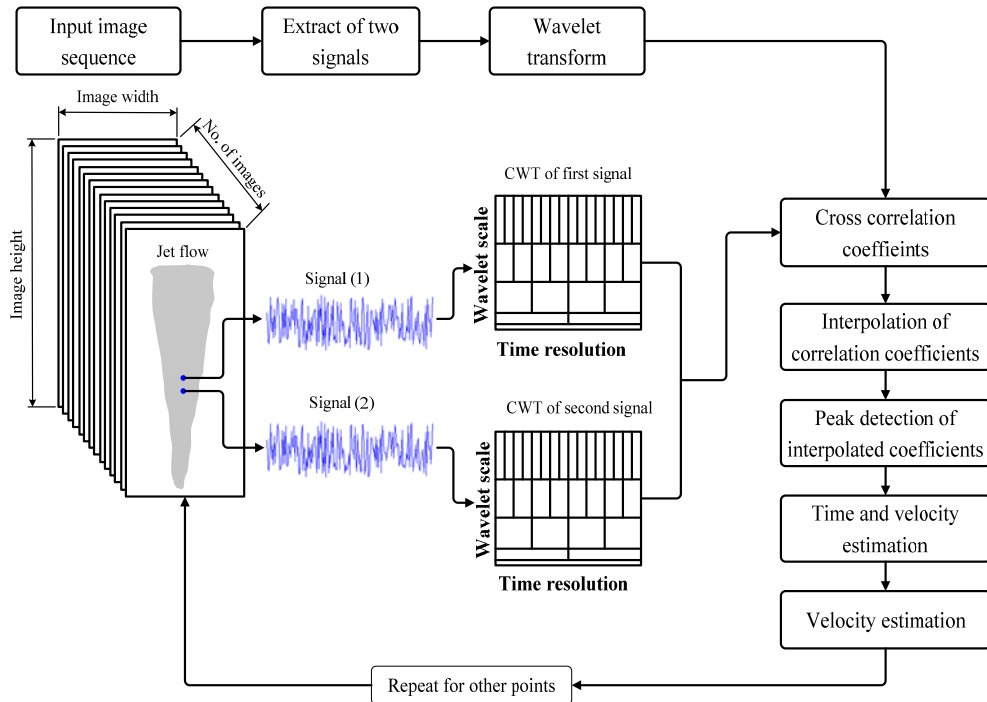 Input image
sequence
Extract of two
signals
Wavelet
transform
Image width
No. of images
Image height
Jet flow
Signal (1)
Signal (2)
CWT of first signal
Wavelet scale
Time resolution
CWT of second signal
Wavelet scale
Time resolution
Cross correlation
coefficeints
Interpolation of
correlation coefficients
Peak detection of
interpolated coefficients
Time and velocity
estimation
Velocity estimation
Repeat for other points